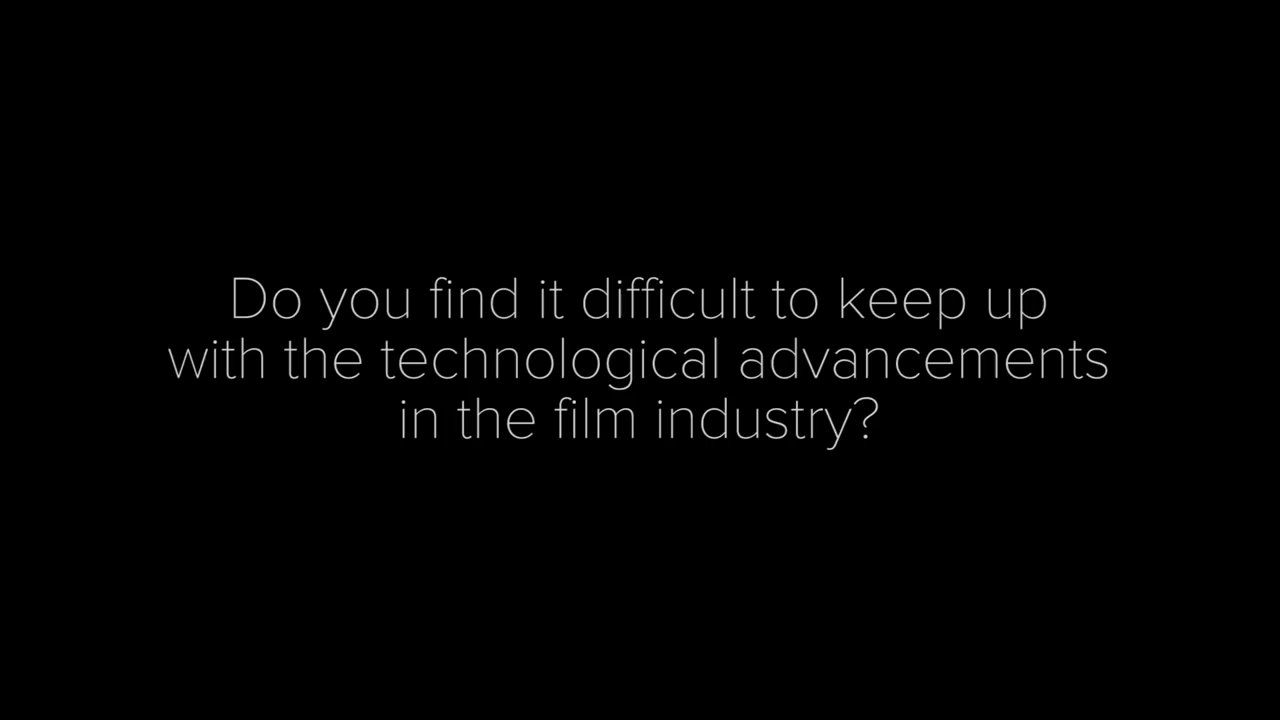 Do you find it difficult to keep up
with the technological advancements
in the film industry?